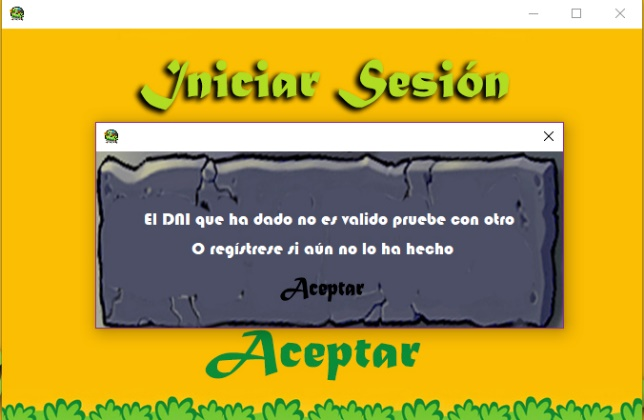 Iniciar Sesión
El DNI que ha dado no es valido pruebe con otro
O regístrese si aún no lo ha hecho
Aceptar
Aceptar